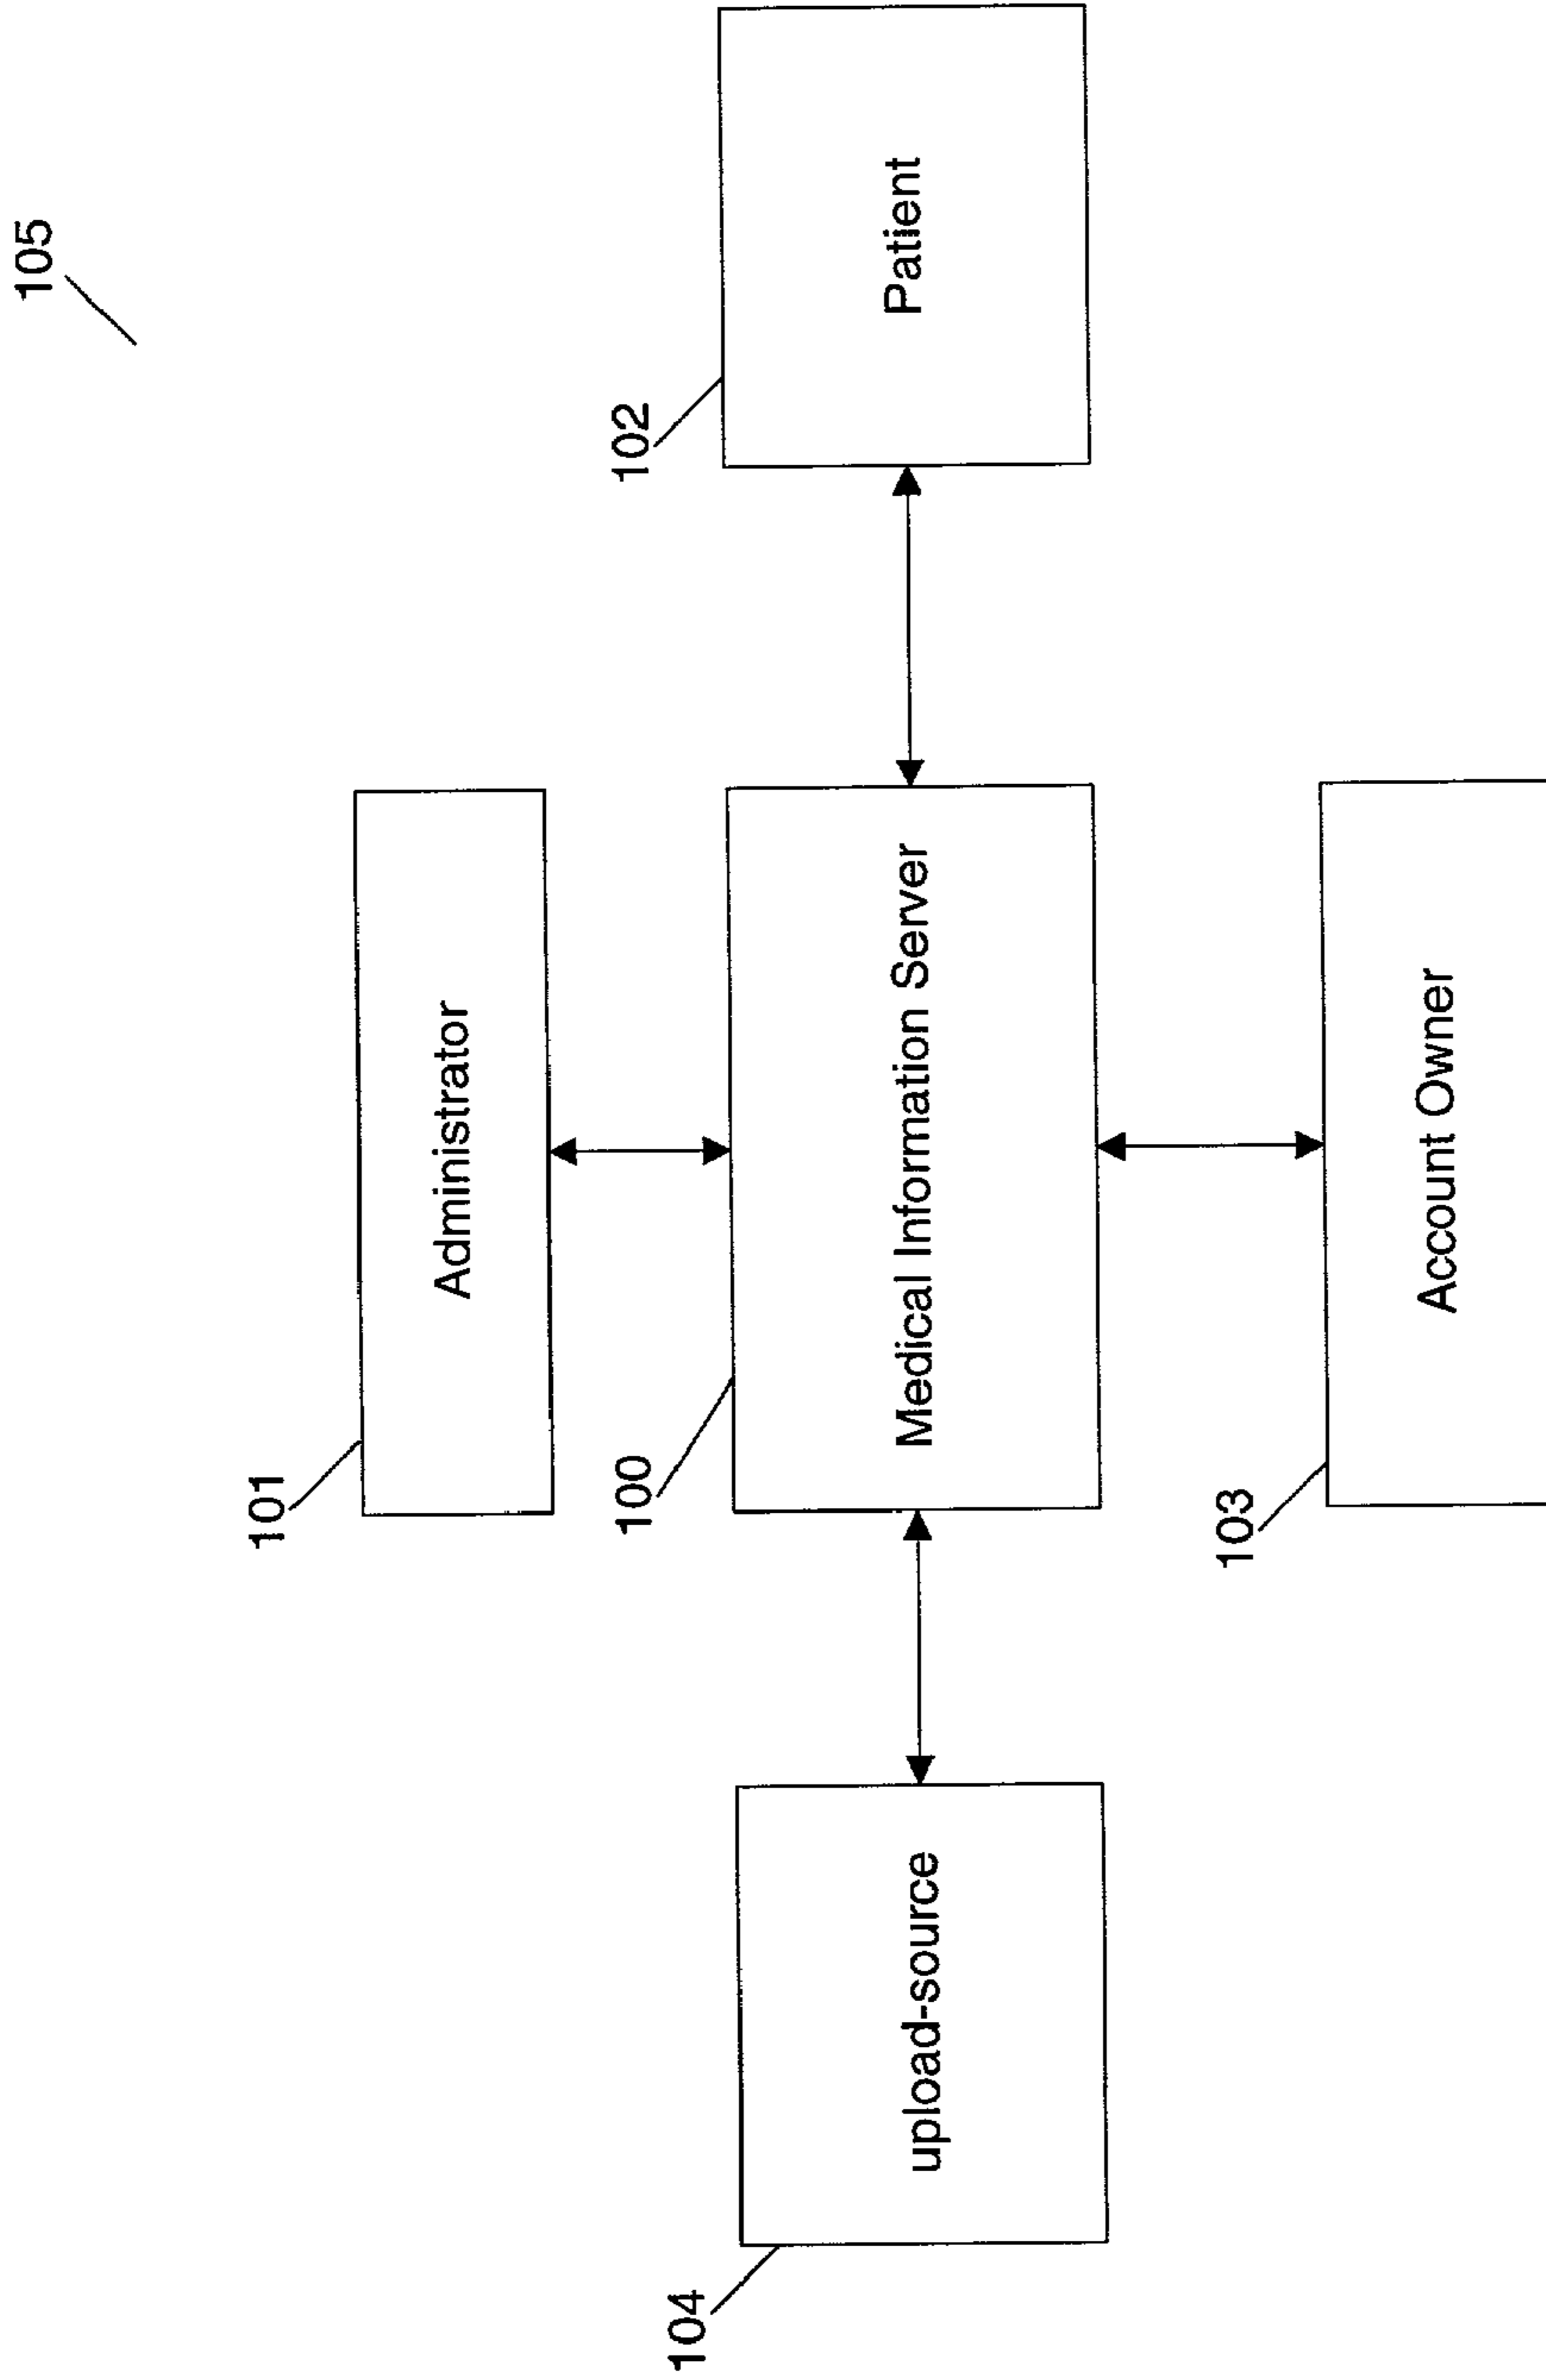 105
101
Administrator
104
upload-source
100
Medical Information Server
102
Patient
103
Account Owner